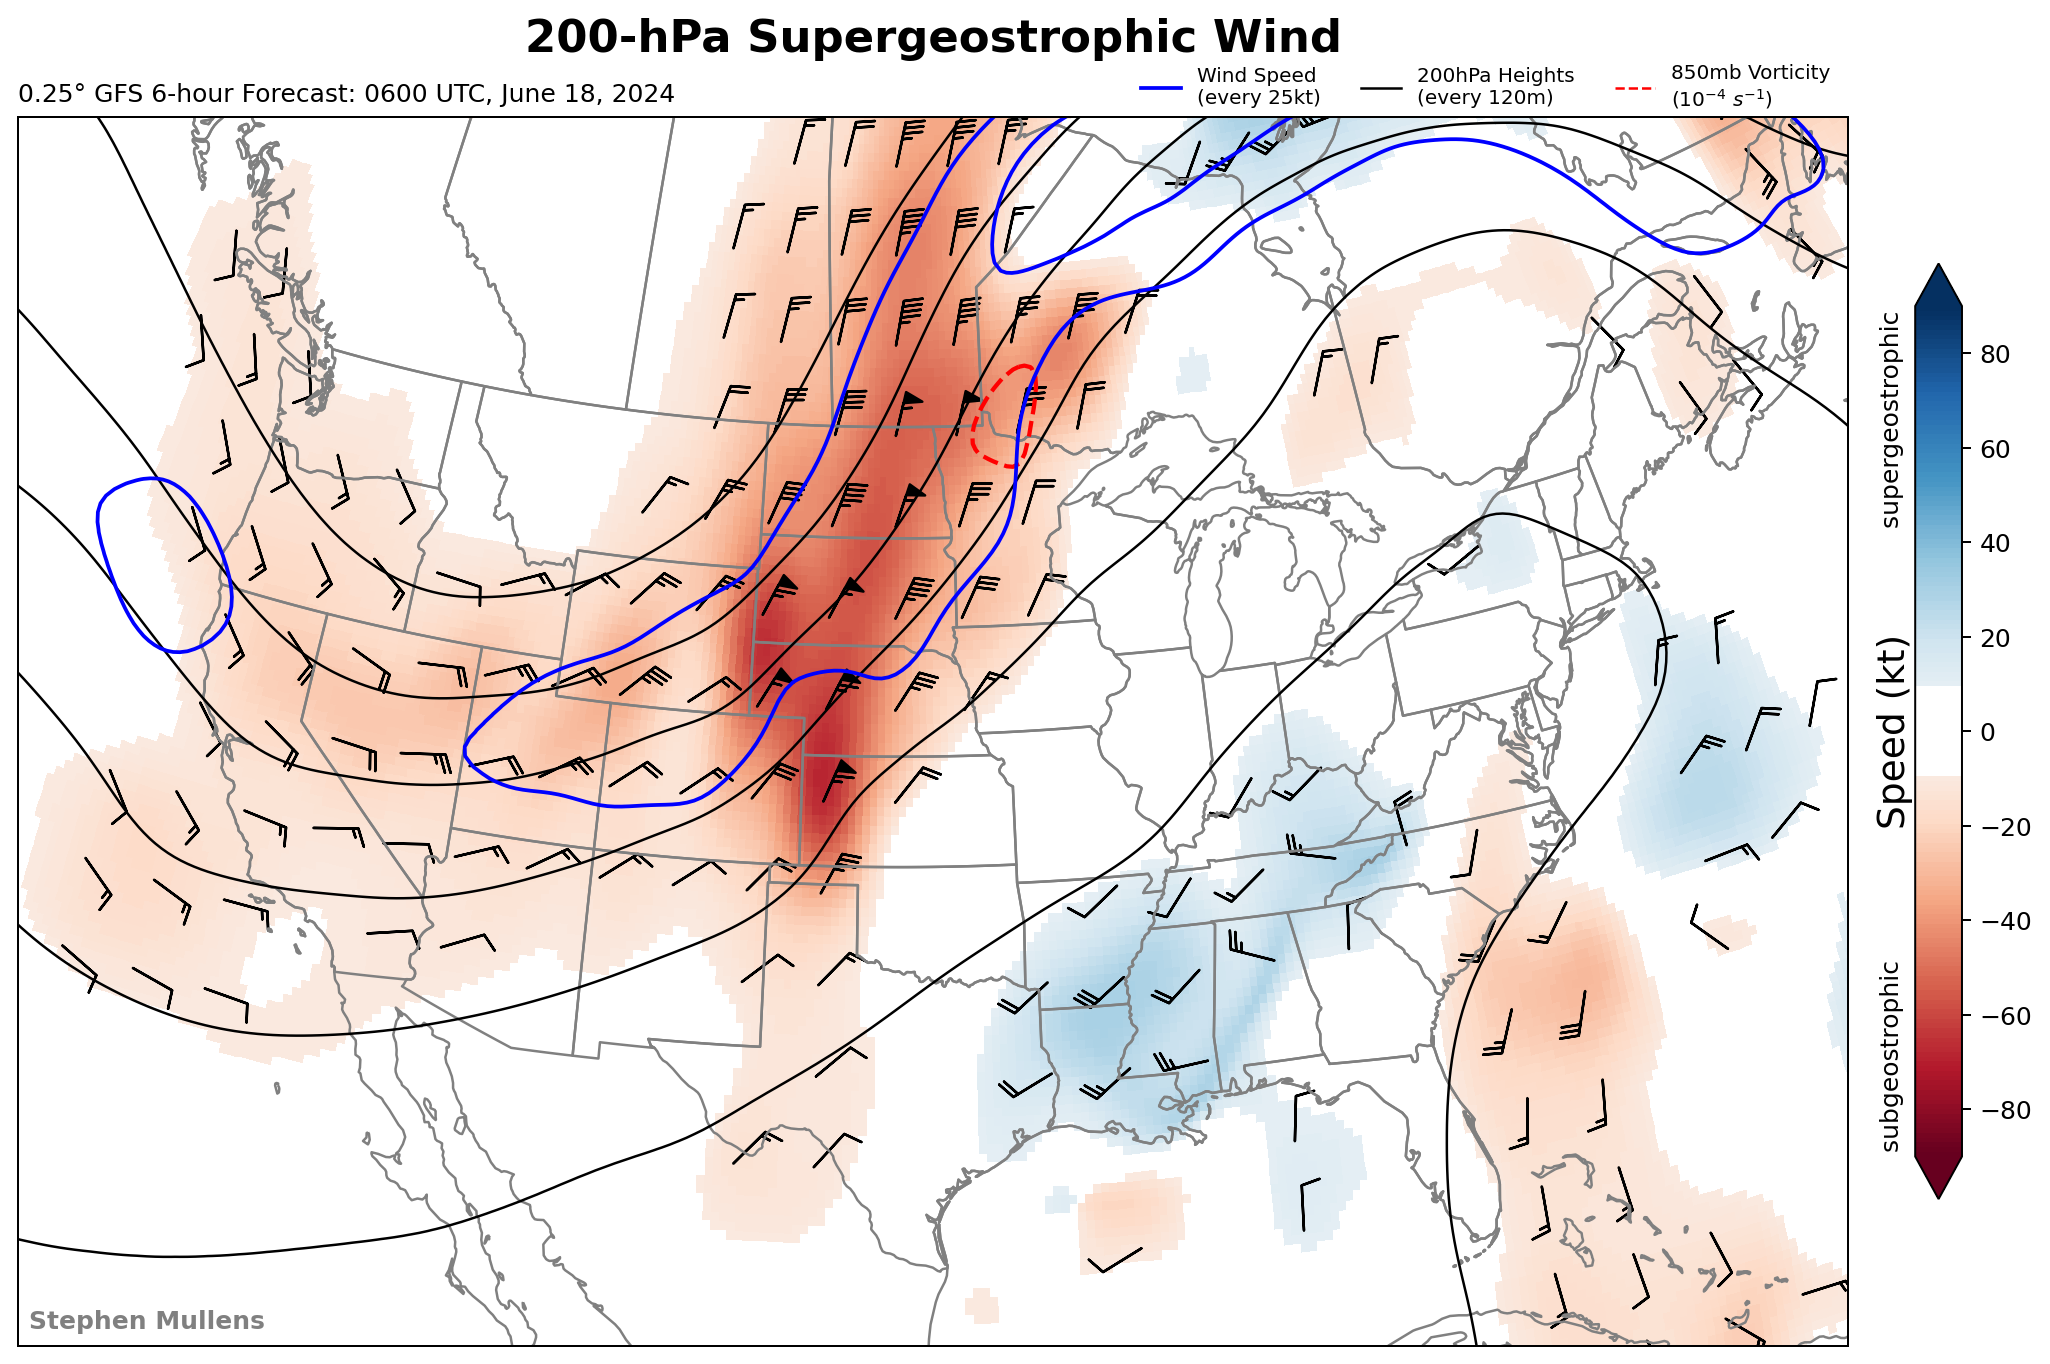 200-hPa Supergeostrophic Wind
0.25° GFS 6-hour Forecast: 0600 UTC, June 18, 2024
Wind Speed
(every 25kt)
200hPa Heights
(every 120m)
850mb Vorticity
(10⁻⁴ s⁻¹)
supergeostrophic
Speed (kt)
subgeostrophic
80
60
40
20
0
−20
−40
−60
−80
Stephen Mullens